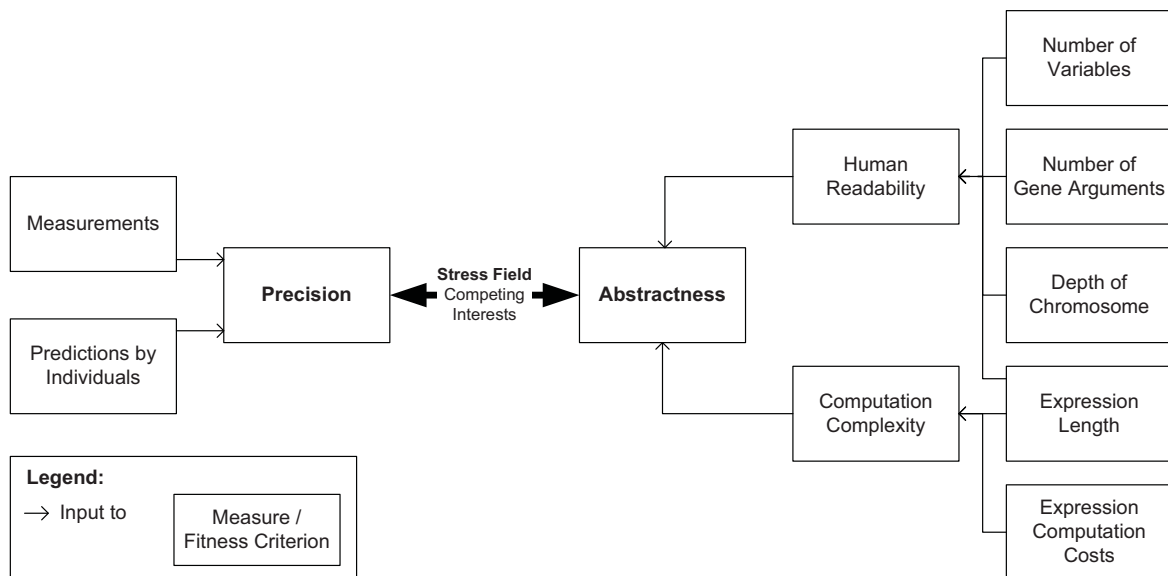 Number of
Variables
Human
Readability
Number of
Gene Arguments
Measurements
Precision
Stress Field
Competing
Interests
Abstractness
Depth of
Chromosome
Predictions by
Individuals
Computation
Complexity
Expression
Length
Legend:
Input to
Measure /
Fitness Criterion
Expression
Computation
Costs